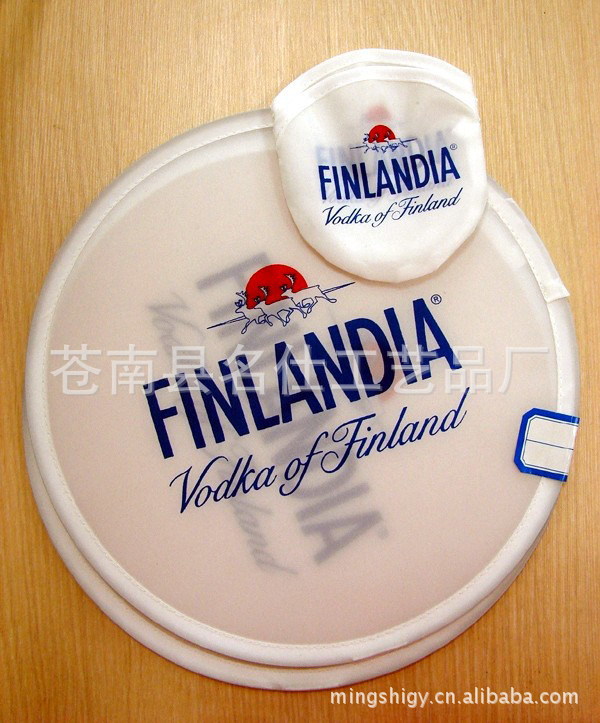 FINLANDIA®
Vodka of Finland
FINLANDIA®
Vodka of Finland
苍南县名仕工艺品厂
mingshigy.cn.alibaba.com